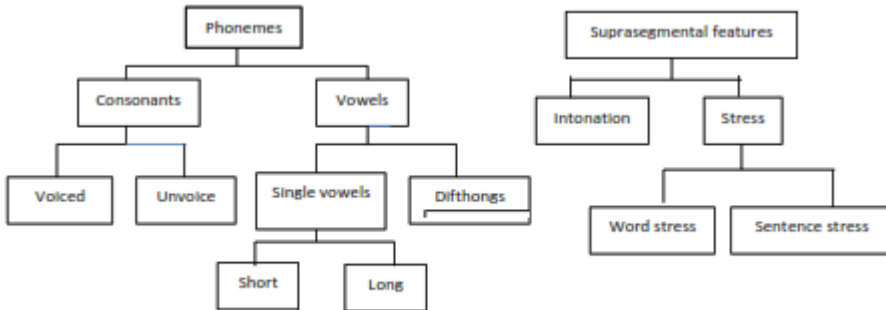 Phonemes
Suprasegmental features
Consonants
Vowels
Intonation
Stress
Voiced
Unvoice
Single vowels
Difthongs
Word stress
Sentence stress
Short
Long